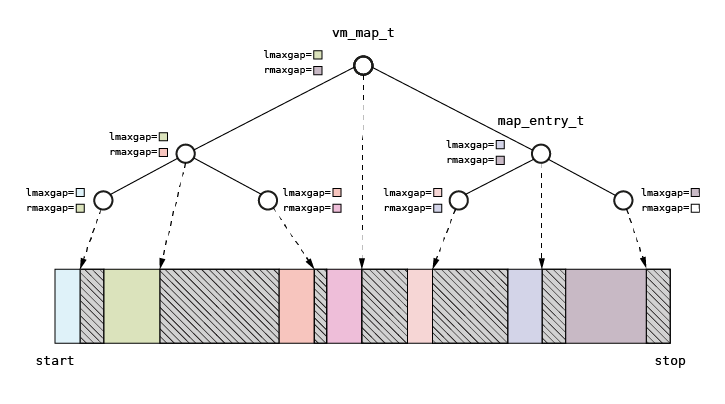 vm_map_t
lmaxgap=
rmaxgap=
map_entry_t
lmaxgap=
rmaxgap=
lmaxgap=
rmaxgap=
lmaxgap=
rmaxgap=
lmaxgap=
rmaxgap=
lmaxgap=
rmaxgap=
lmaxgap=
rmaxgap=
start
stop